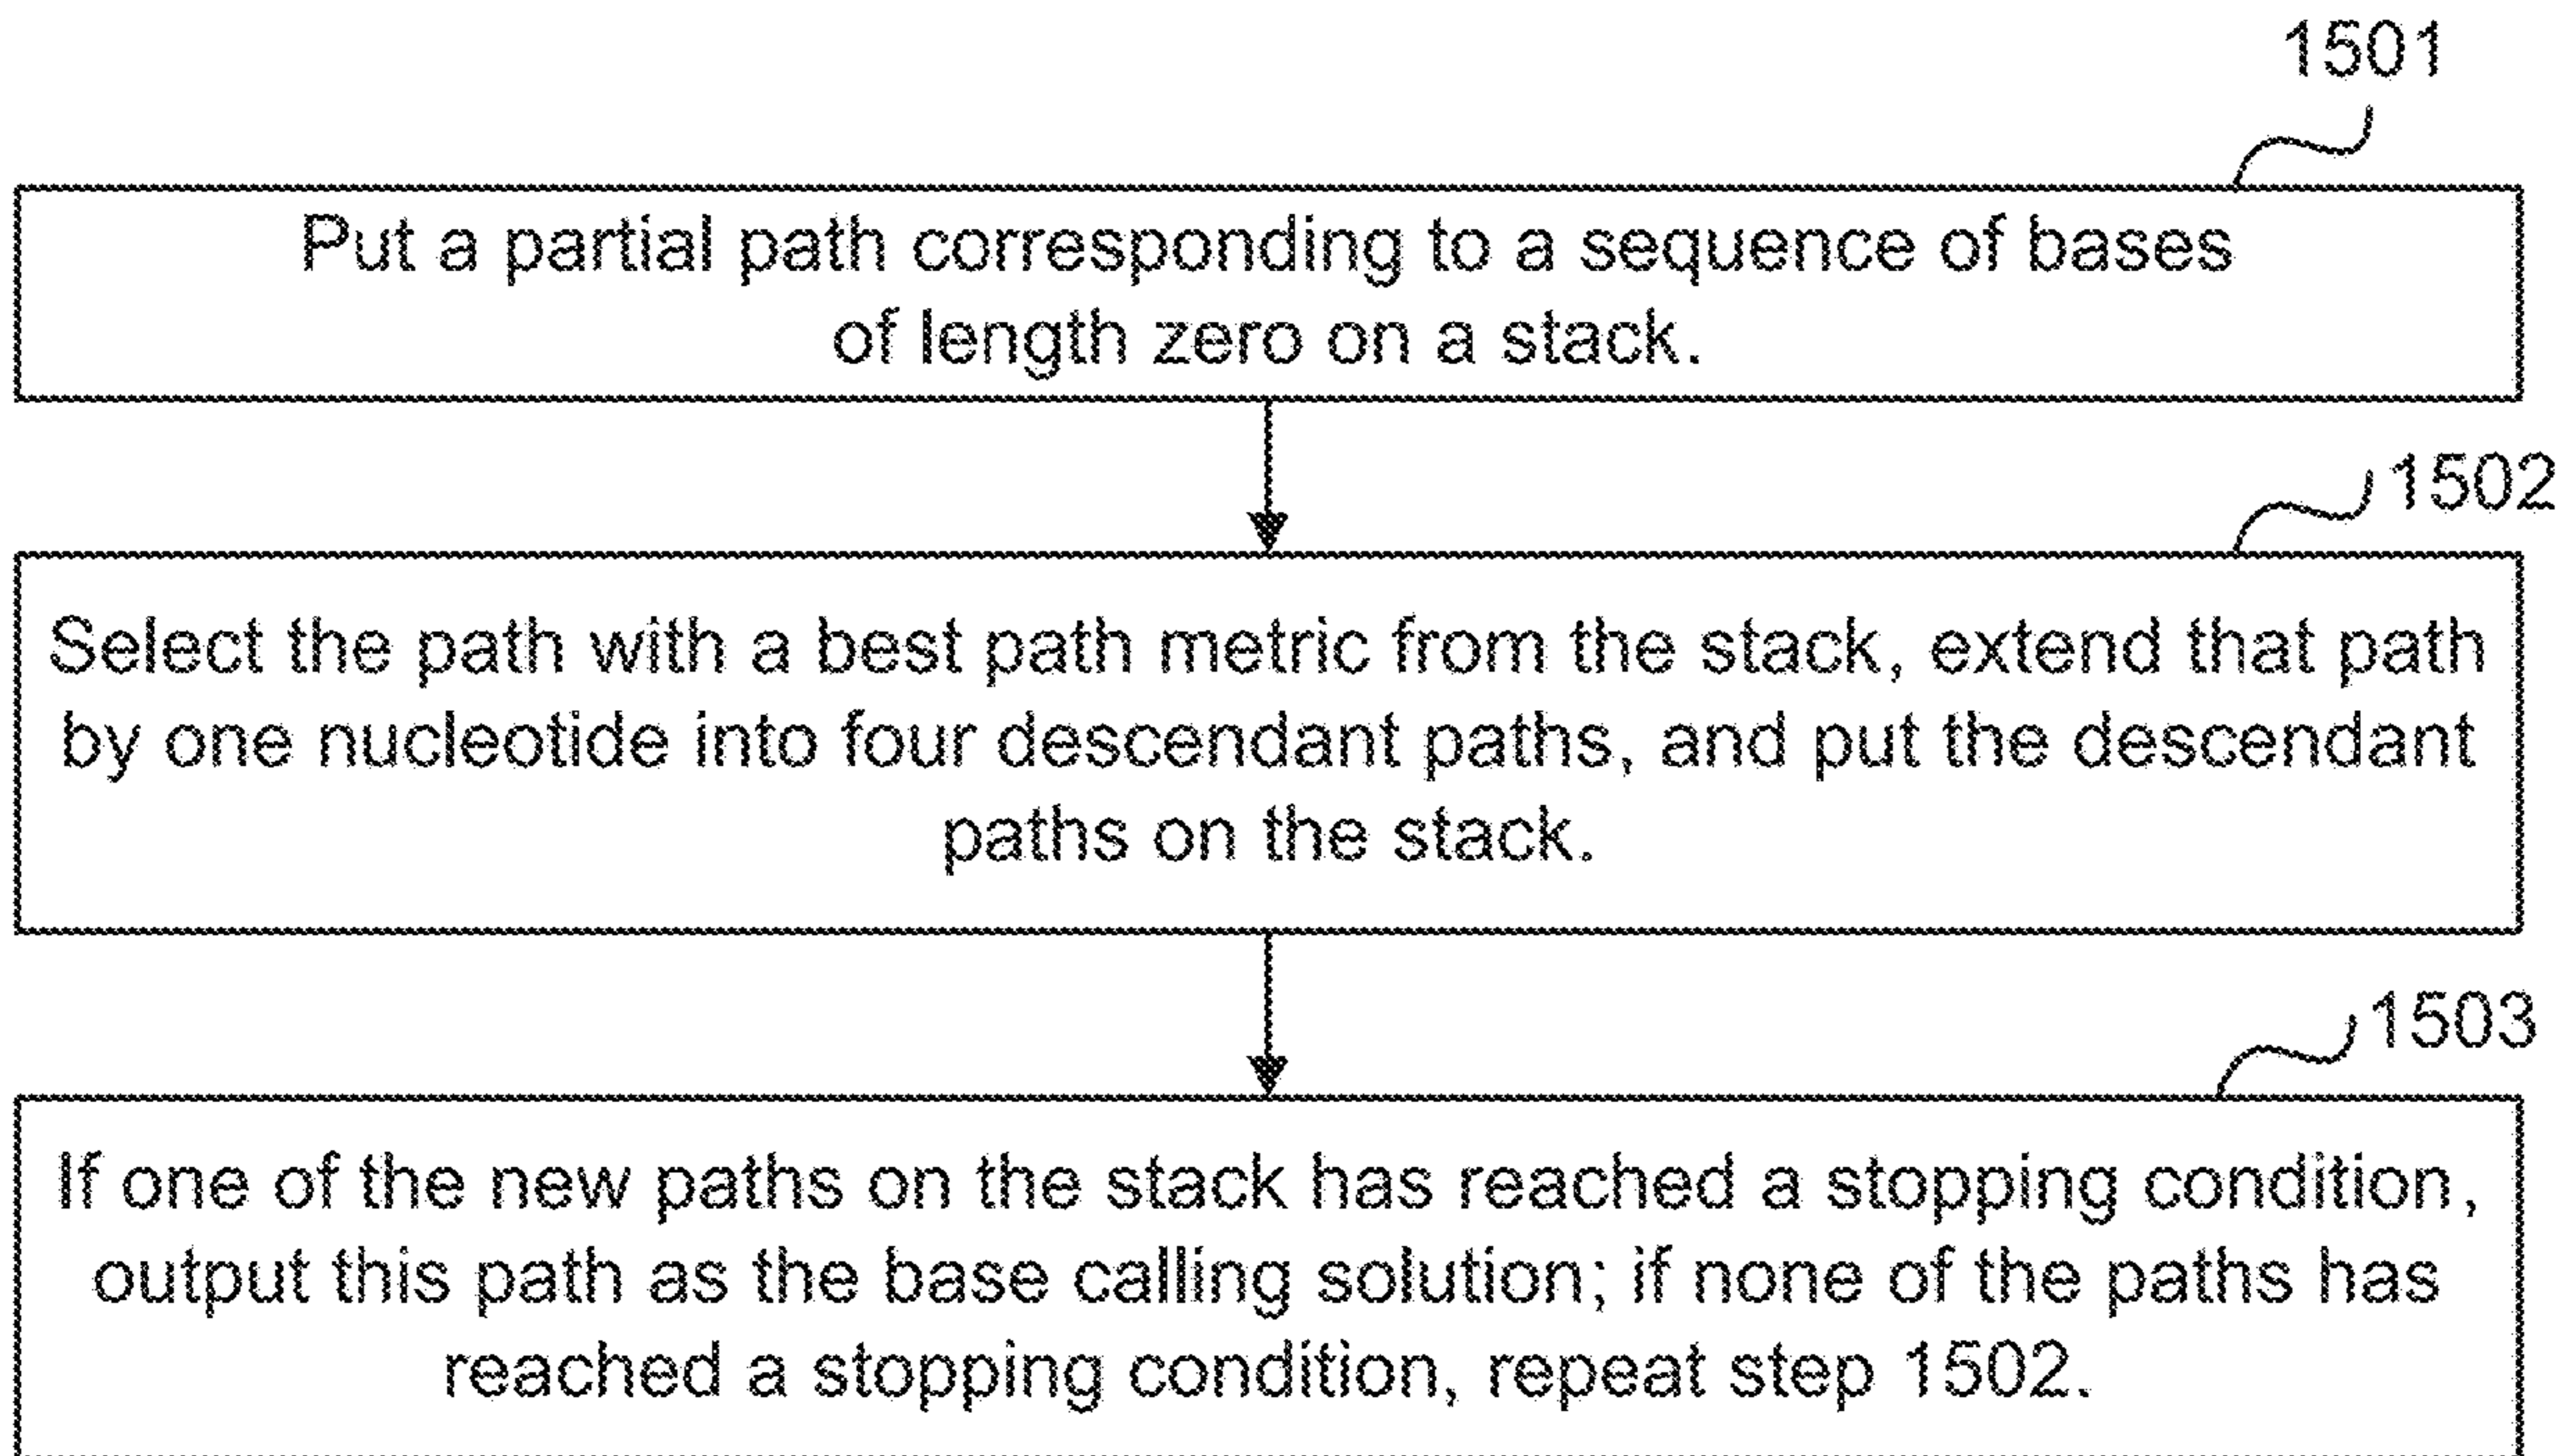 1501
Put a partial path corresponding to a sequence of bases
of length zero on a stack.
1502
Select the path with a best path metric from the stack, extend that path
by one nucleotide into four descendant paths, and put the descendant
paths on the stack.
1503
If one of the new paths on the stack has reached a stopping condition,
output this path as the base calling solution; if none of the paths has
reached a stopping condition, repeat step 1502.